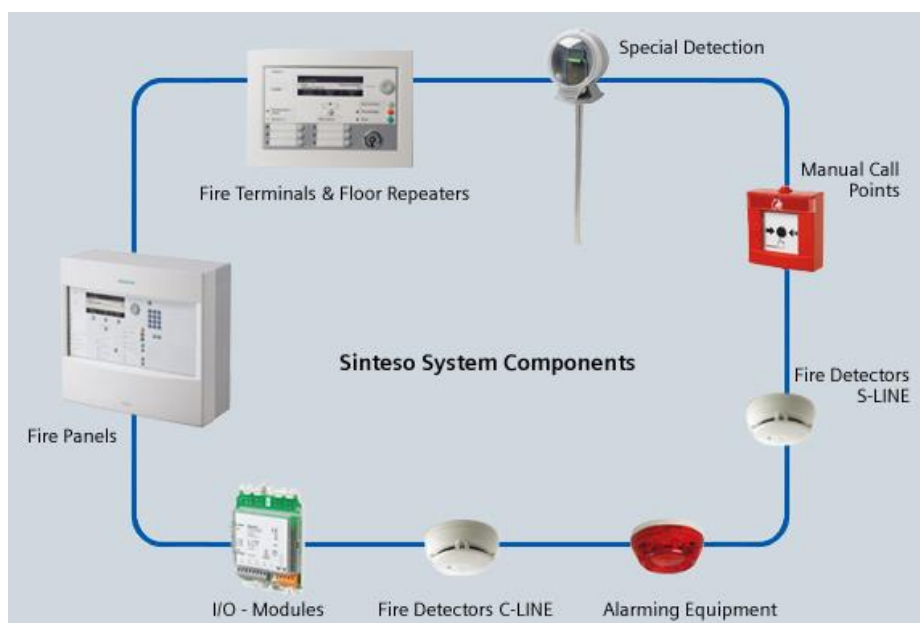 Special Detection
Fire Terminals & Floor Repeaters
Manual Call
Points
Sinteso System Components
Fire Detectors
S-LINE
Fire Panels
I/O - Modules
Fire Detectors C-LINE
Alarming Equipment